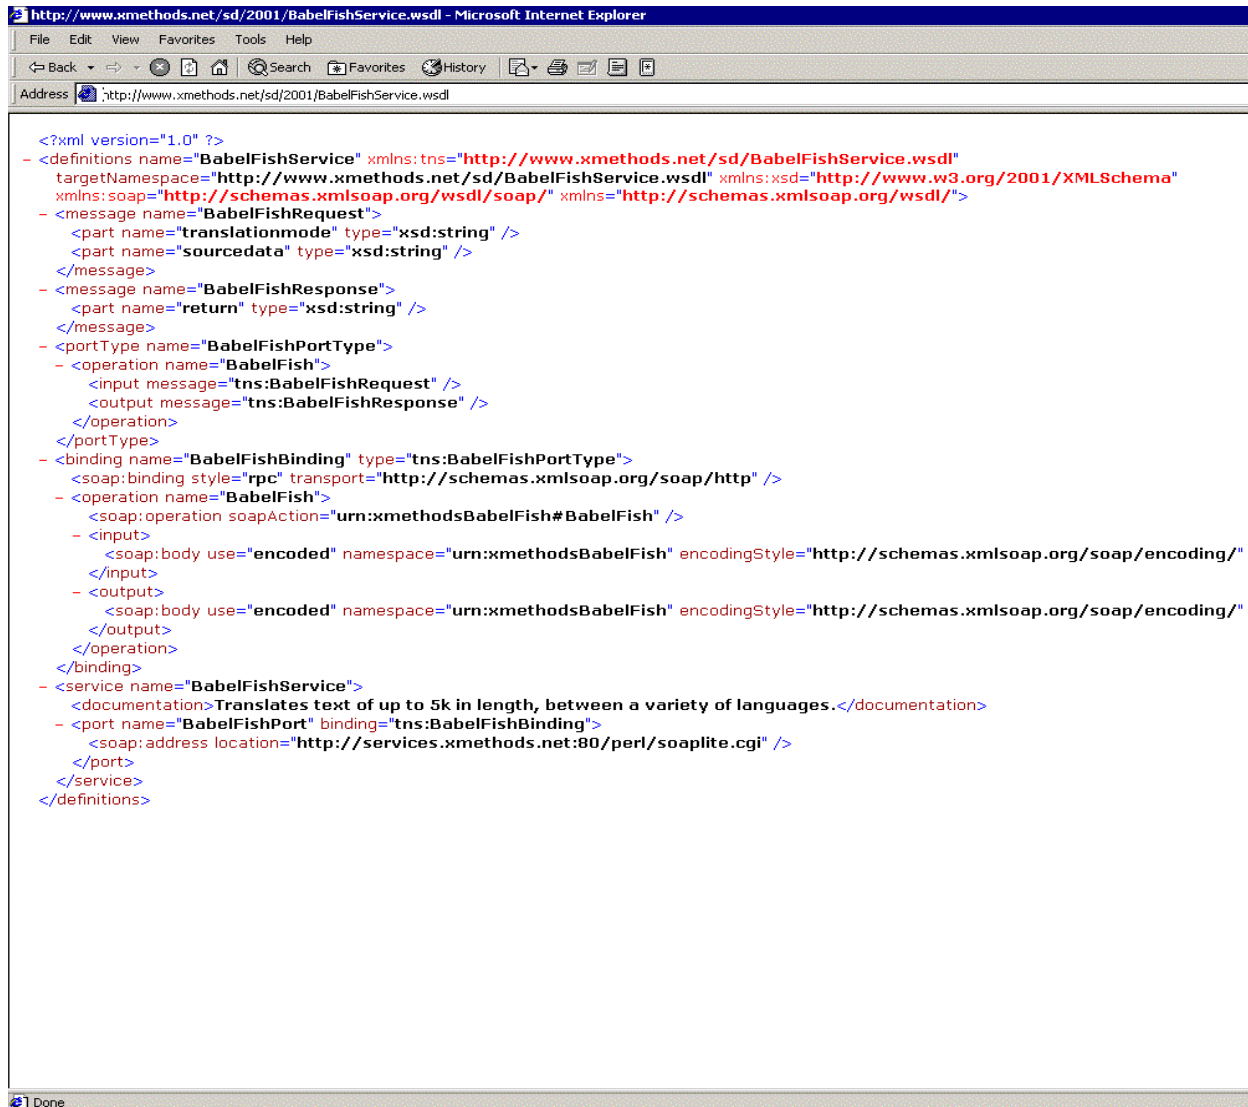 http://www.xmethods.net/sd/2001/BabelFishService.wsdl - Microsoft Internet Explorer
File Edit View Favorites Tools Help
Back Search Favorites History
Address http://www.xmethods.net/sd/2001/BabelFishService.wsdl
<?xml version="1.0" ?>
- <definitions name="BabelFishService" xmlns:tns="http://www.xmethods.net/sd/BabelFishService.wsdl"
targetNamespace="http://www.xmethods.net/sd/BabelFishService.wsdl" xmlns:xsd="http://www.w3.org/2001/XMLSchema"
xmlns:soap="http://schemas.xmlsoap.org/wsdl/soap/" xmlns="http://schemas.xmlsoap.org/wsdl/">
- <message name="BabelFishRequest">
<part name="translationmode" type="xsd:string" />
<part name="sourcedata" type="xsd:string" />
</message>
- <message name="BabelFishResponse">
<part name="return" type="xsd:string" />
</message>
- <portType name="BabelFishPortType">
- <operation name="BabelFish">
<input message="tns:BabelFishRequest" />
<output message="tns:BabelFishResponse" />
</operation>
</portType>
- <binding name="BabelFishBinding" type="tns:BabelFishPortType">
<soap:binding style="rpc" transport="http://schemas.xmlsoap.org/soap/http" />
- <operation name="BabelFish">
<soap:operation soapAction="urn:xmethodsBabelFish#BabelFish" />
- <input>
<soap:body use="encoded" namespace="urn:xmethodsBabelFish" encodingStyle="http://schemas.xmlsoap.org/soap/encoding/"
</input>
- <output>
<soap:body use="encoded" namespace="urn:xmethodsBabelFish" encodingStyle="http://schemas.xmlsoap.org/soap/encoding/"
</output>
</operation>
</binding>
- <service name="BabelFishService">
<documentation>Translates text of up to 5k in length, between a variety of languages.</documentation>
- <port name="BabelFishPort" binding="tns:BabelFishBinding">
<soap:address location="http://services.xmethods.net:80/perl/soaplite.cgi" />
</port>
</service>
</definitions>
Done